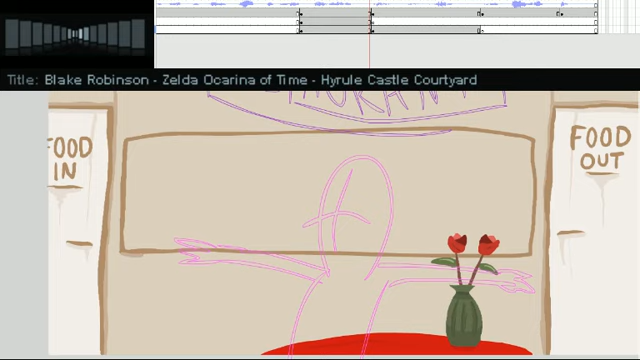 Title: Blake Robinson - Zelda Ocarina of Time - Hyrule Castle Courtyard
FOOD
IN
FOOD
OUT